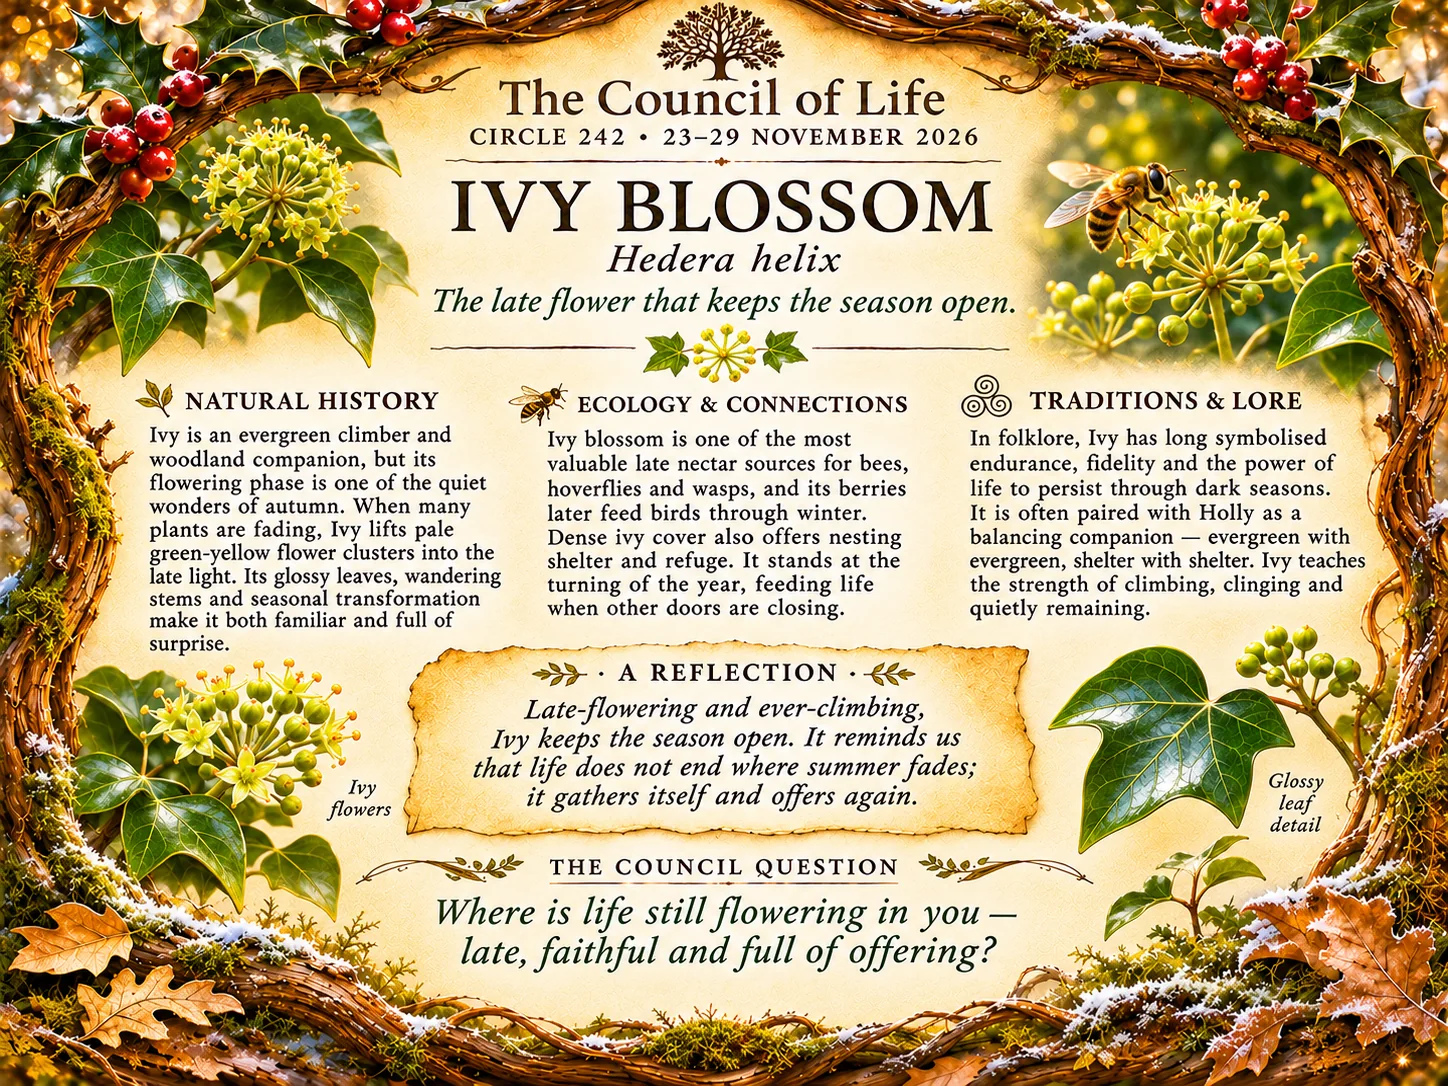 The Council of Life
CIRCLE 242 • 23–29 NOVEMBER 2026
IVY BLOSSOM
Hedera helix
The late flower that keeps the season open.
NATURAL HISTORY
Ivy is an evergreen climber and
woodland companion, but its
flowering phase is one of the quiet
wonders of autumn. When many
plants are fading, Ivy lifts pale
green-yellow flower clusters into the
late light. Its glossy leaves, wandering
stems and seasonal transformation
make it both familiar and full of
surprise.
ECOLOGY & CONNECTIONS
Ivy blossom is one of the most
valuable late nectar sources for bees,
hoverflies and wasps, and its berries
later feed birds through winter.
Dense ivy cover also offers nesting
shelter and refuge. It stands at the
turning of the year, feeding life
when other doors are closing.
TRADITIONS & LORE
In folklore, Ivy has long symbolised
endurance, fidelity and the power of
life to persist through dark seasons.
It is often paired with Holly as a
balancing companion — evergreen with
evergreen, shelter with shelter. Ivy teaches
the strength of climbing, clinging and
quietly remaining.
· A REFLECTION ·
Late-flowering and ever-climbing,
Ivy keeps the season open. It reminds us
that life does not end where summer fades;
it gathers itself and offers again.
Ivy
flowers
Glossy
leaf
detail
THE COUNCIL QUESTION
Where is life still flowering in you —
late, faithful and full of offering?